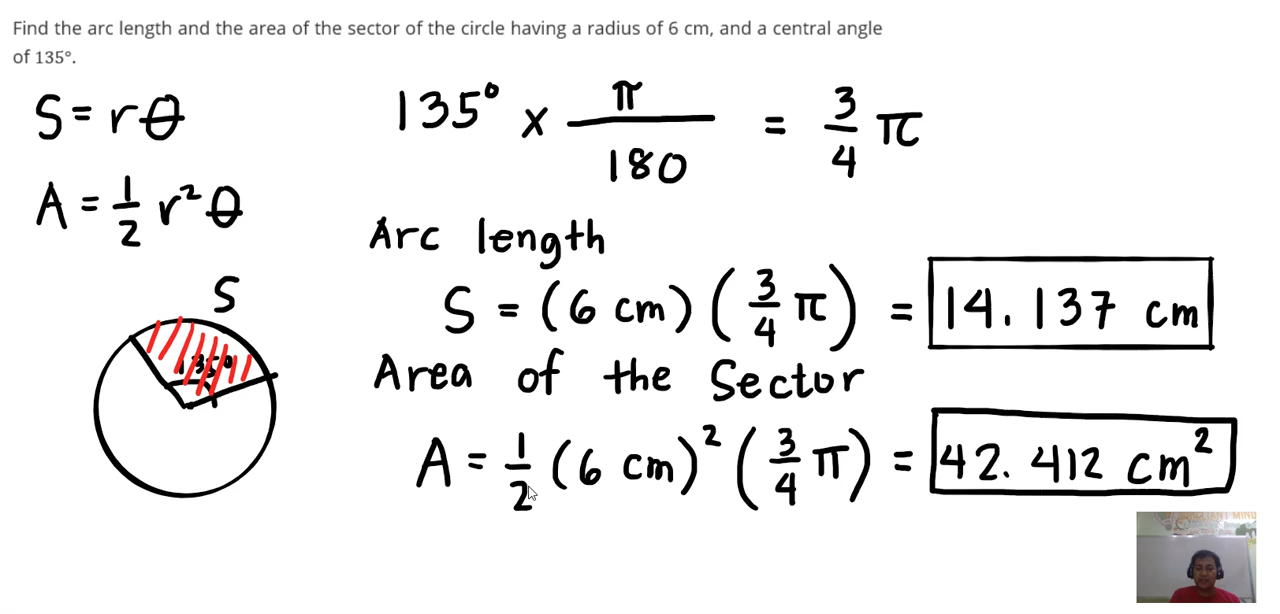 Find the arc length and the area of the sector of the circle having a radius of 6 cm, and a central angle
of 135°.
S = rθ
A = 1/2 r²θ
135° × π/180 = 3/4 π
Arc length
S = (6 cm) (3/4 π) = 14.137 cm
Area of the Sector
A = 1/2 (6 cm)² (3/4 π) = 42.412 cm²
S
135°